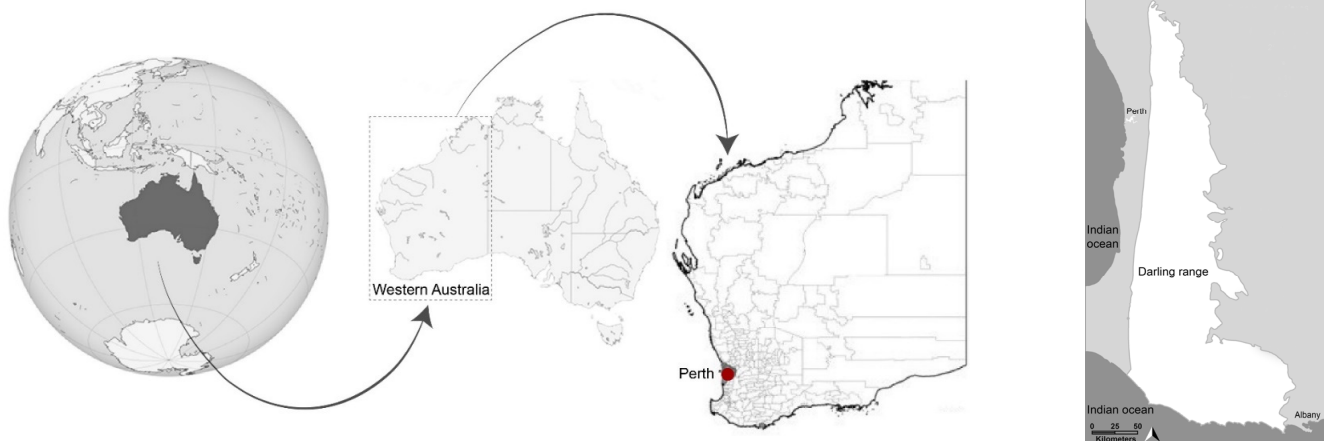 Western Australia
Perth
Perth
Indian
ocean
Darling range
Indian ocean
Albany
0 25 50
Kilometers